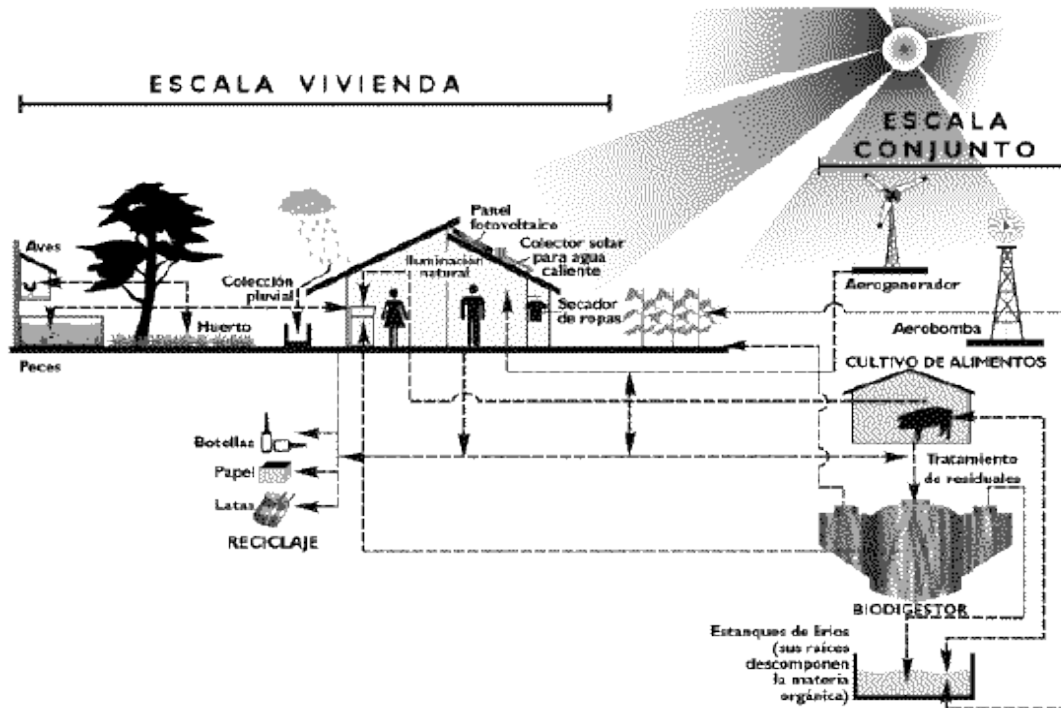 ESCALA VIVIENDA
ESCALA
CONJUNTO
Panel
fotovoltaico
Colector solar
para agua
caliente
Iluminación
natural
Aves
Colección
pluvial
Secador
de ropas
Aerogenerador
Huerto
Aerobomba
Peces
CULTIVO DE ALIMENTOS
Botellas
Papel
Latas
RECICLAJE
Tratamiento
de residuales
BIODIGESTOR
Estanques de lirios
(sus raíces
descomponen
la materia
orgánica)